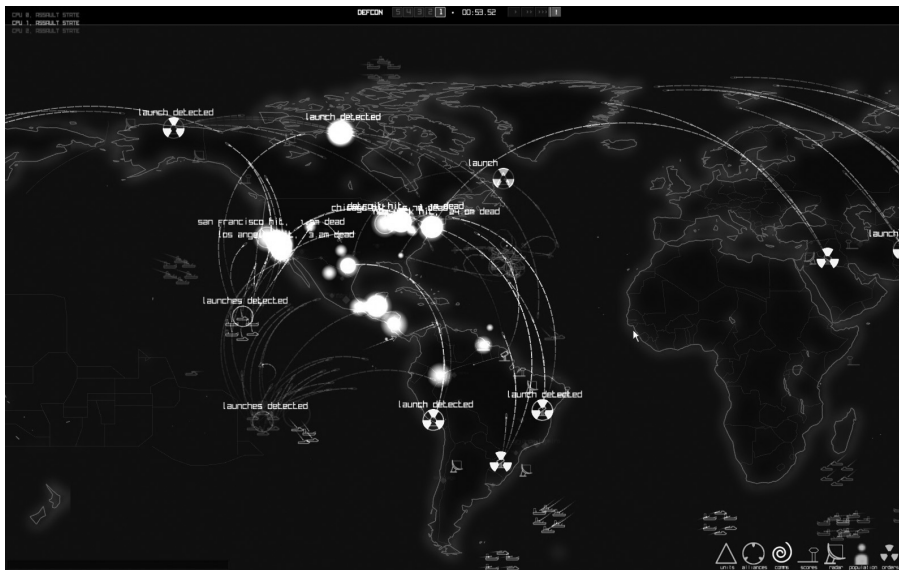 CPU 0. ASSAULT STATE
CPU 1. ASSAULT STATE
CPU 2. ASSAULT STATE
DEFCON 5 4 3 2 1 · 00:53.52
launch detected
launch detected
launch
san francisco hit, dead
los angeles hit, 3.am dead
dead
launch
launches detected
launches detected
launch detected
launch detected
units alliances comms scores radar population orders